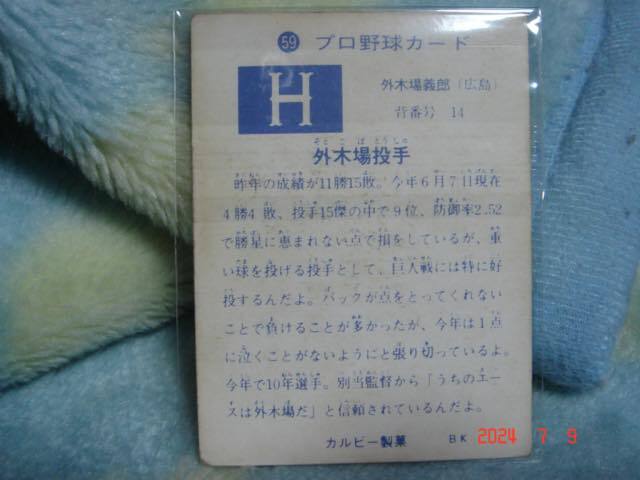 59 プロ野球カード
H
外木場義郎(広島)
背番号 14
そとこばとうしゅ
外木場投手
昨年の成績が11勝15敗。今年6月7日現在
4勝4敗、投手15傑の中で9位、防御率2.52
で勝星に恵まれない点で損をしているが、重
い球を投げる投手として、巨人戦には特に好
投するんだよ。バックが点をとってくれない
ことで負けることが多かったが、今年は1点
に泣くことがないようにと張り切っているよ。
今年で10年選手。別当監督から「うちのエー
スは外木場だ」と信頼されているんだよ。
カルビー製菓 BK
2024 7 9